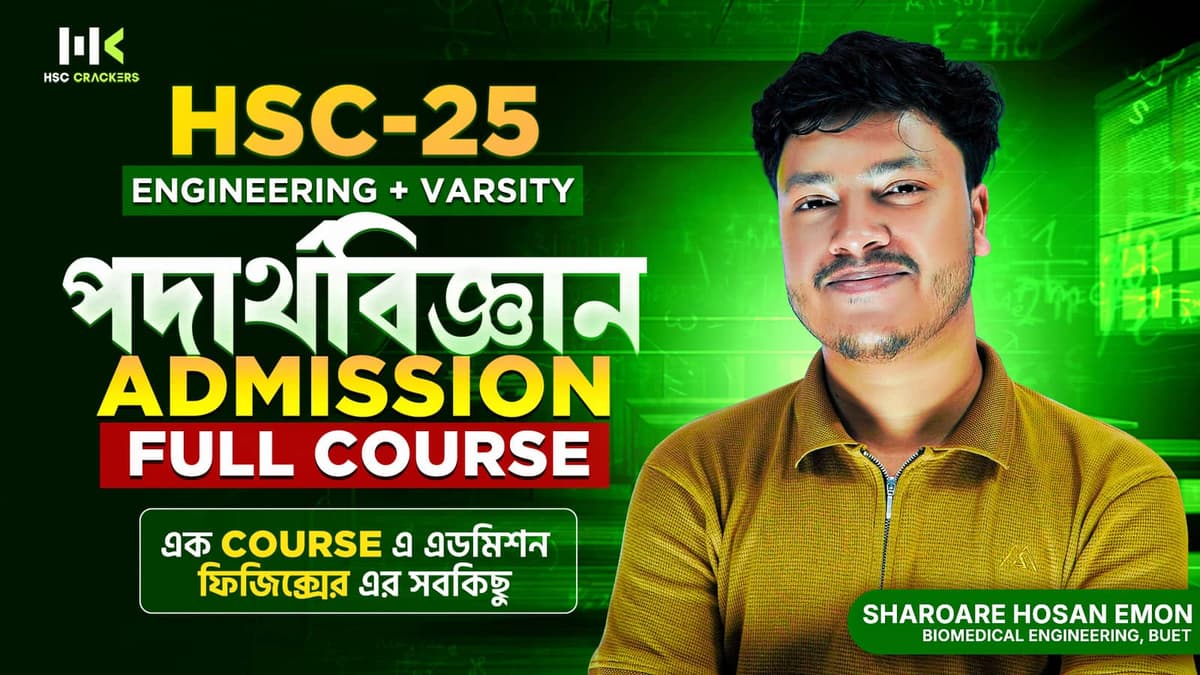 HSC CRACKERS
HSC-25
ENGINEERING + VARSITY
পদার্থবিজ্ঞান
ADMISSION
FULL COURSE
এক COURSE এ এডমিশন
ফিজিক্সের এর সবকিছু
SHAROARE HOSAN EMON
BIOMEDICAL ENGINEERING, BUET